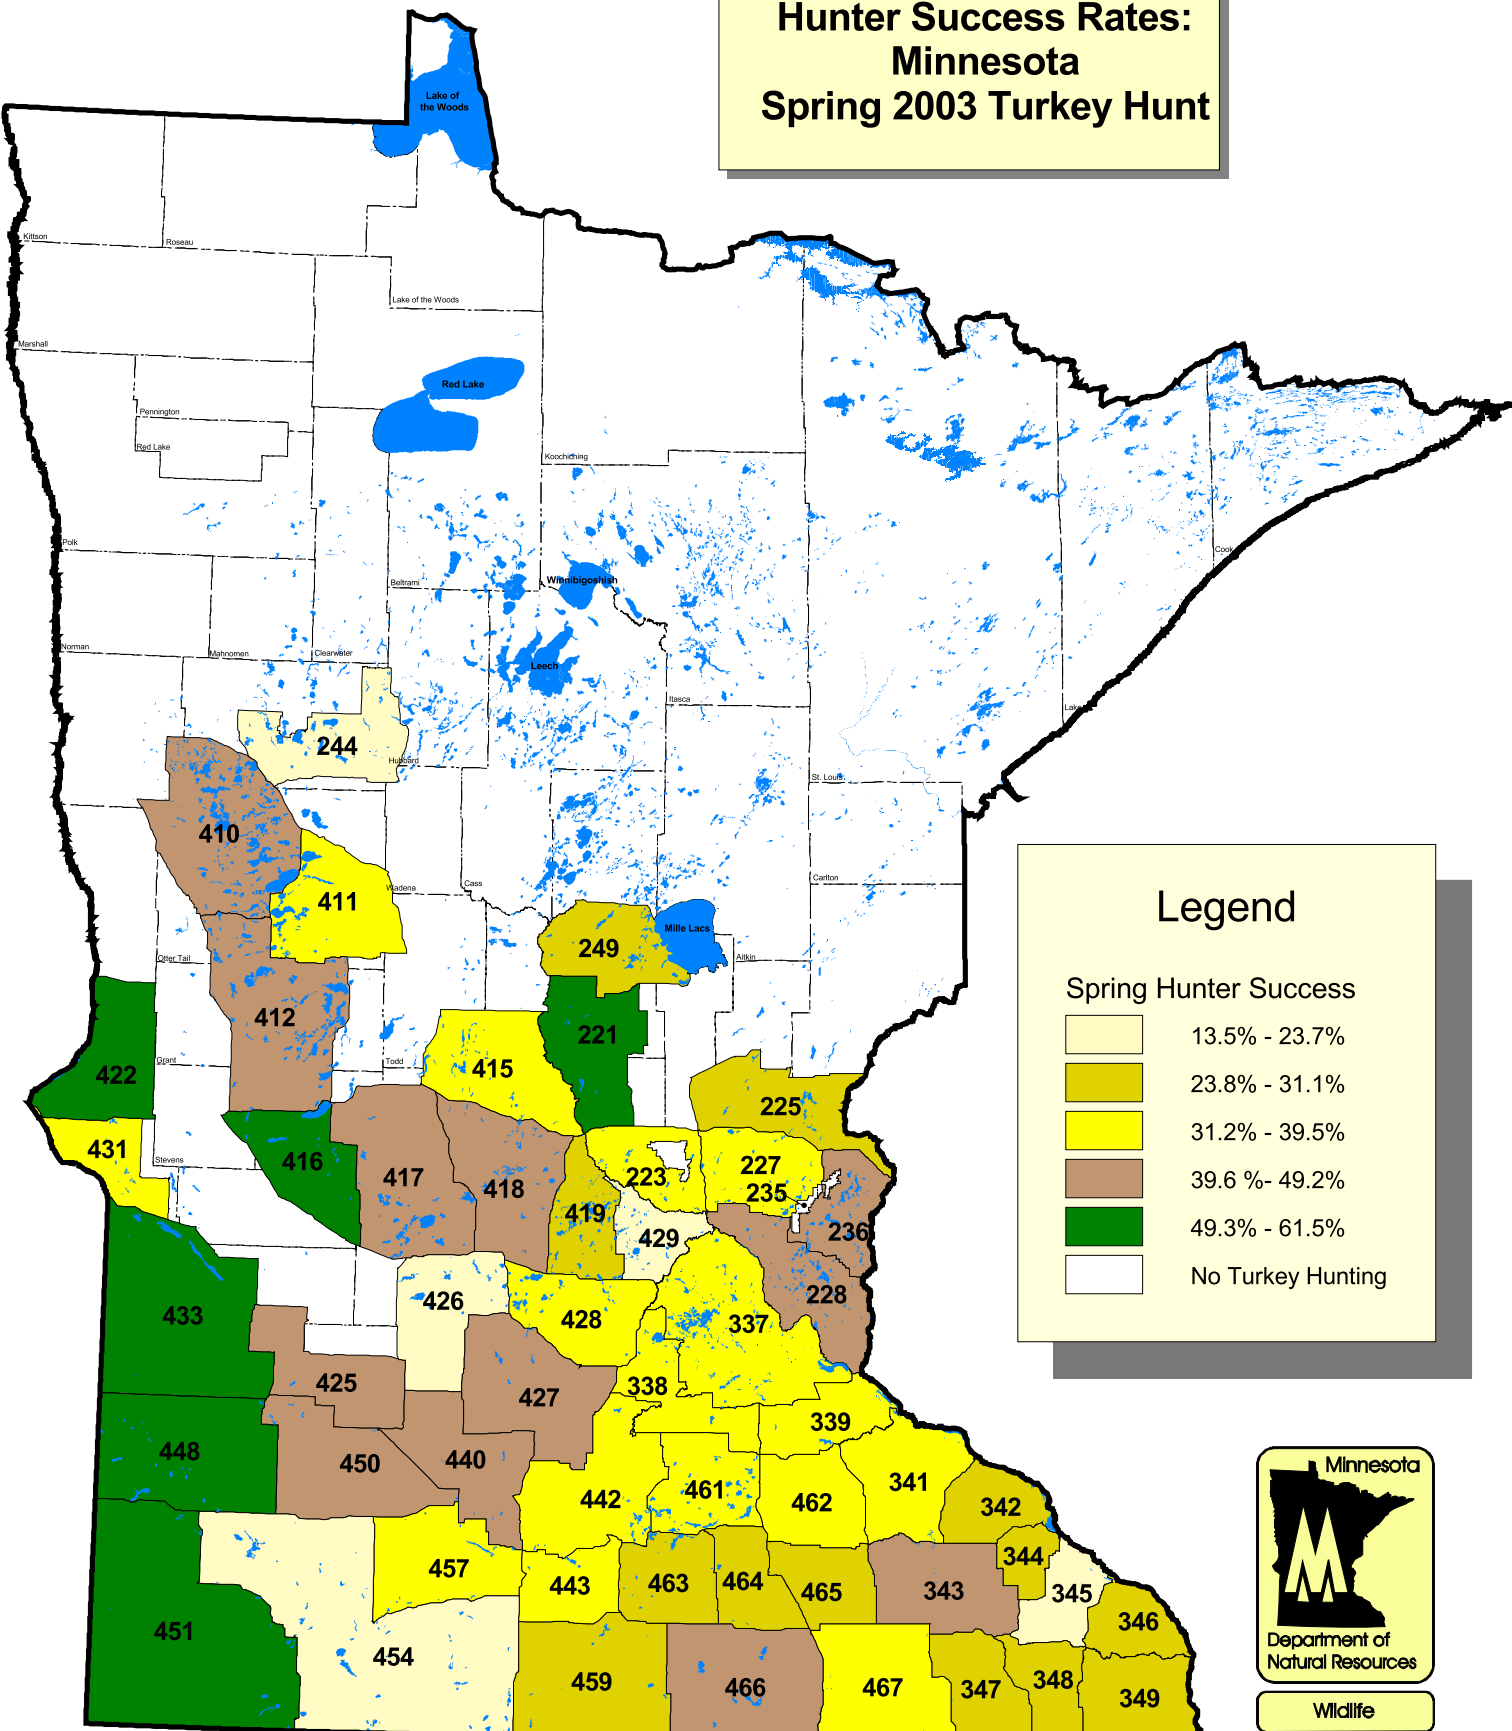 Hunter Success Rates:
Minnesota
Spring 2003 Turkey Hunt
Lake of
the Woods
Kittson
Roseau
Lake of the Woods
Marshall
Red Lake
Pennington
Red Lake
Koochiching
Polk
Cook
Beltrami
Winnibigoshish
Norman
Mahnomen
Clearwater
Leech
Itasca
Lake
244
Hubbard
St. Louis
410
Carlton
Wadena
Cass
411
Mille Lacs
249
Otter Tail
Aitkin
412
221
Grant
Todd
415
422
225
431
Stevens
416
417
418
223
227
235
419
429
236
426
228
433
428
337
425
427
338
339
448
450
440
442
461
462
341
342
457
443
463
464
465
343
344
345
346
451
454
459
466
467
347
348
349
Legend
Spring Hunter Success
13.5% - 23.7%
23.8% - 31.1%
31.2% - 39.5%
39.6 %- 49.2%
49.3% - 61.5%
No Turkey Hunting
Minnesota
Department of
Natural Resources
Wildlife